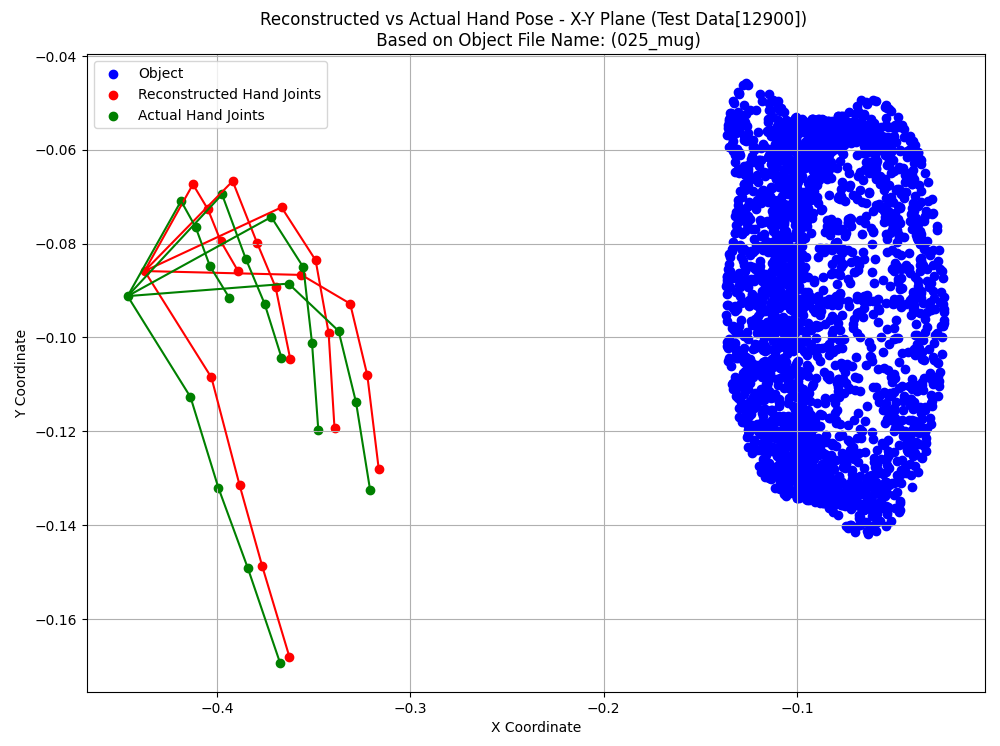 Reconstructed vs Actual Hand Pose - X-Y Plane (Test Data[12900])
Based on Object File Name: (025_mug)
Object
Reconstructed Hand Joints
Actual Hand Joints
Y Coordinate
−0.04
−0.06
−0.08
−0.10
−0.12
−0.14
−0.16
−0.4
−0.3
−0.2
−0.1
X Coordinate